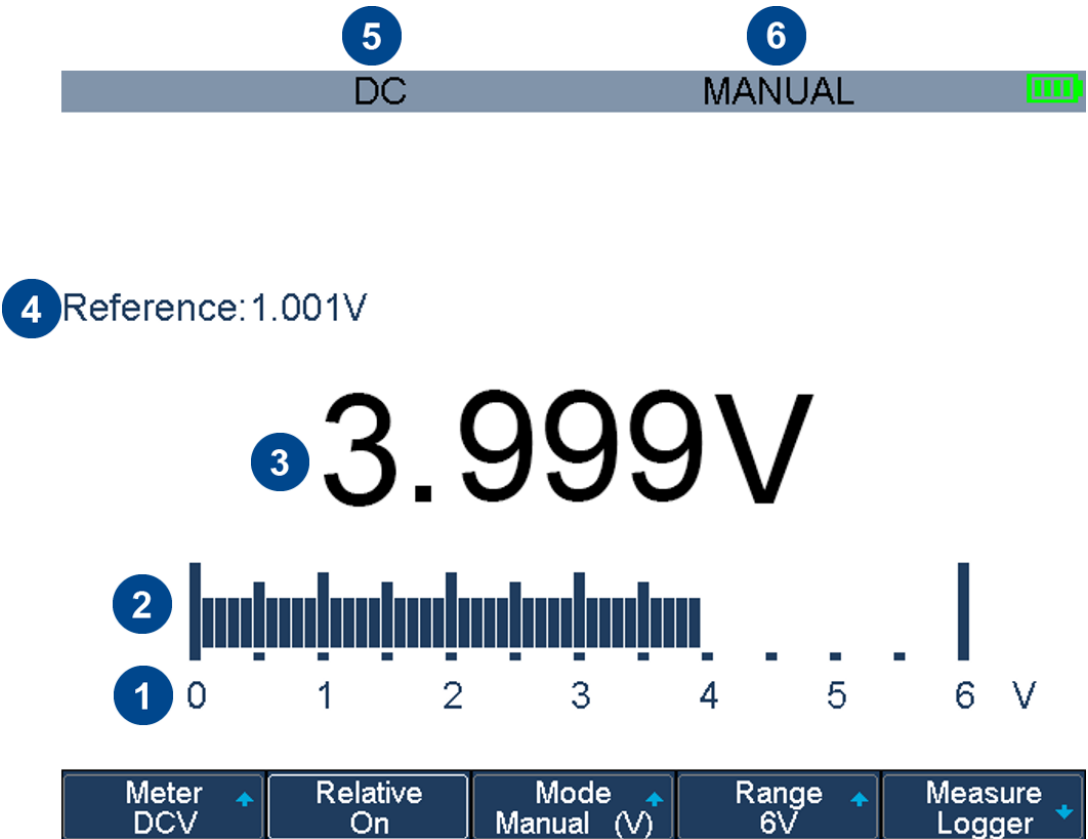 5 6
DC MANUAL
4 Reference:1.001V
3 3.999V
2
1 0 1 2 3 4 5 6 V
Meter Relative Mode Range Measure
DCV On Manual (V) 6V Logger